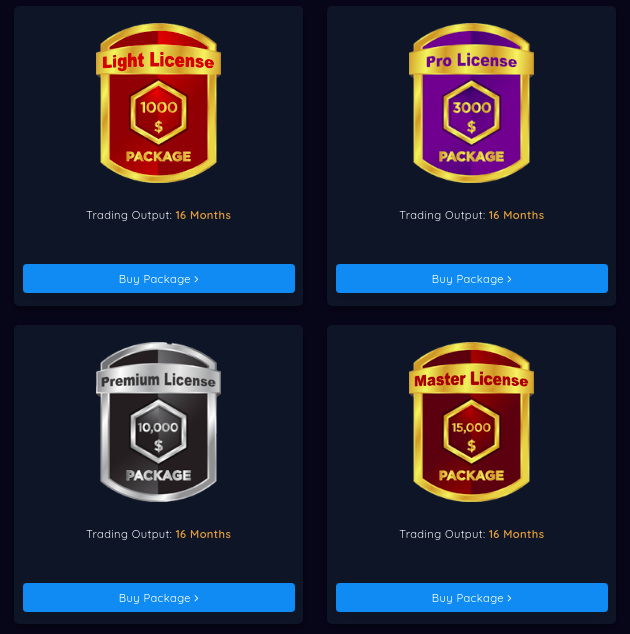 Light License
1000
$
PACKAGE
Trading Output: 16 Months
Buy Package >
Pro License
3000
$
PACKAGE
Trading Output: 16 Months
Buy Package >
Premium License
10,000
$
PACKAGE
Trading Output: 16 Months
Buy Package >
Master License
15,000
$
PACKAGE
Trading Output: 16 Months
Buy Package >